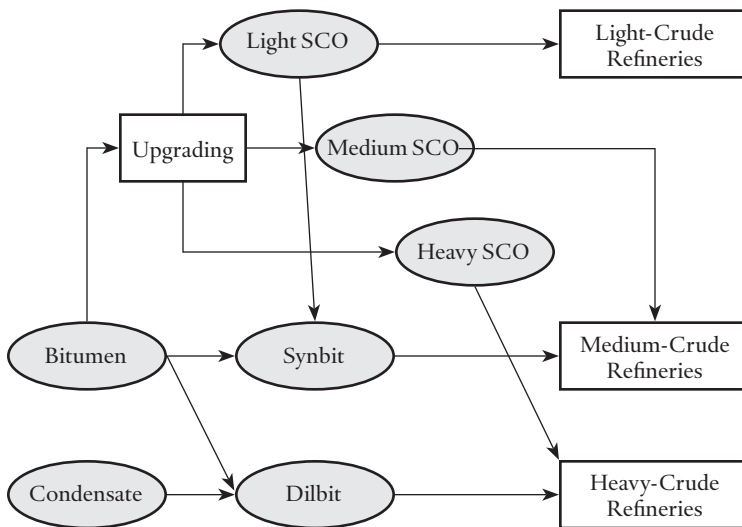 Light SCO
Light-Crude
Refineries
Upgrading
Medium SCO
Heavy SCO
Bitumen
Synbit
Medium-Crude
Refineries
Condensate
Dilbit
Heavy-Crude
Refineries